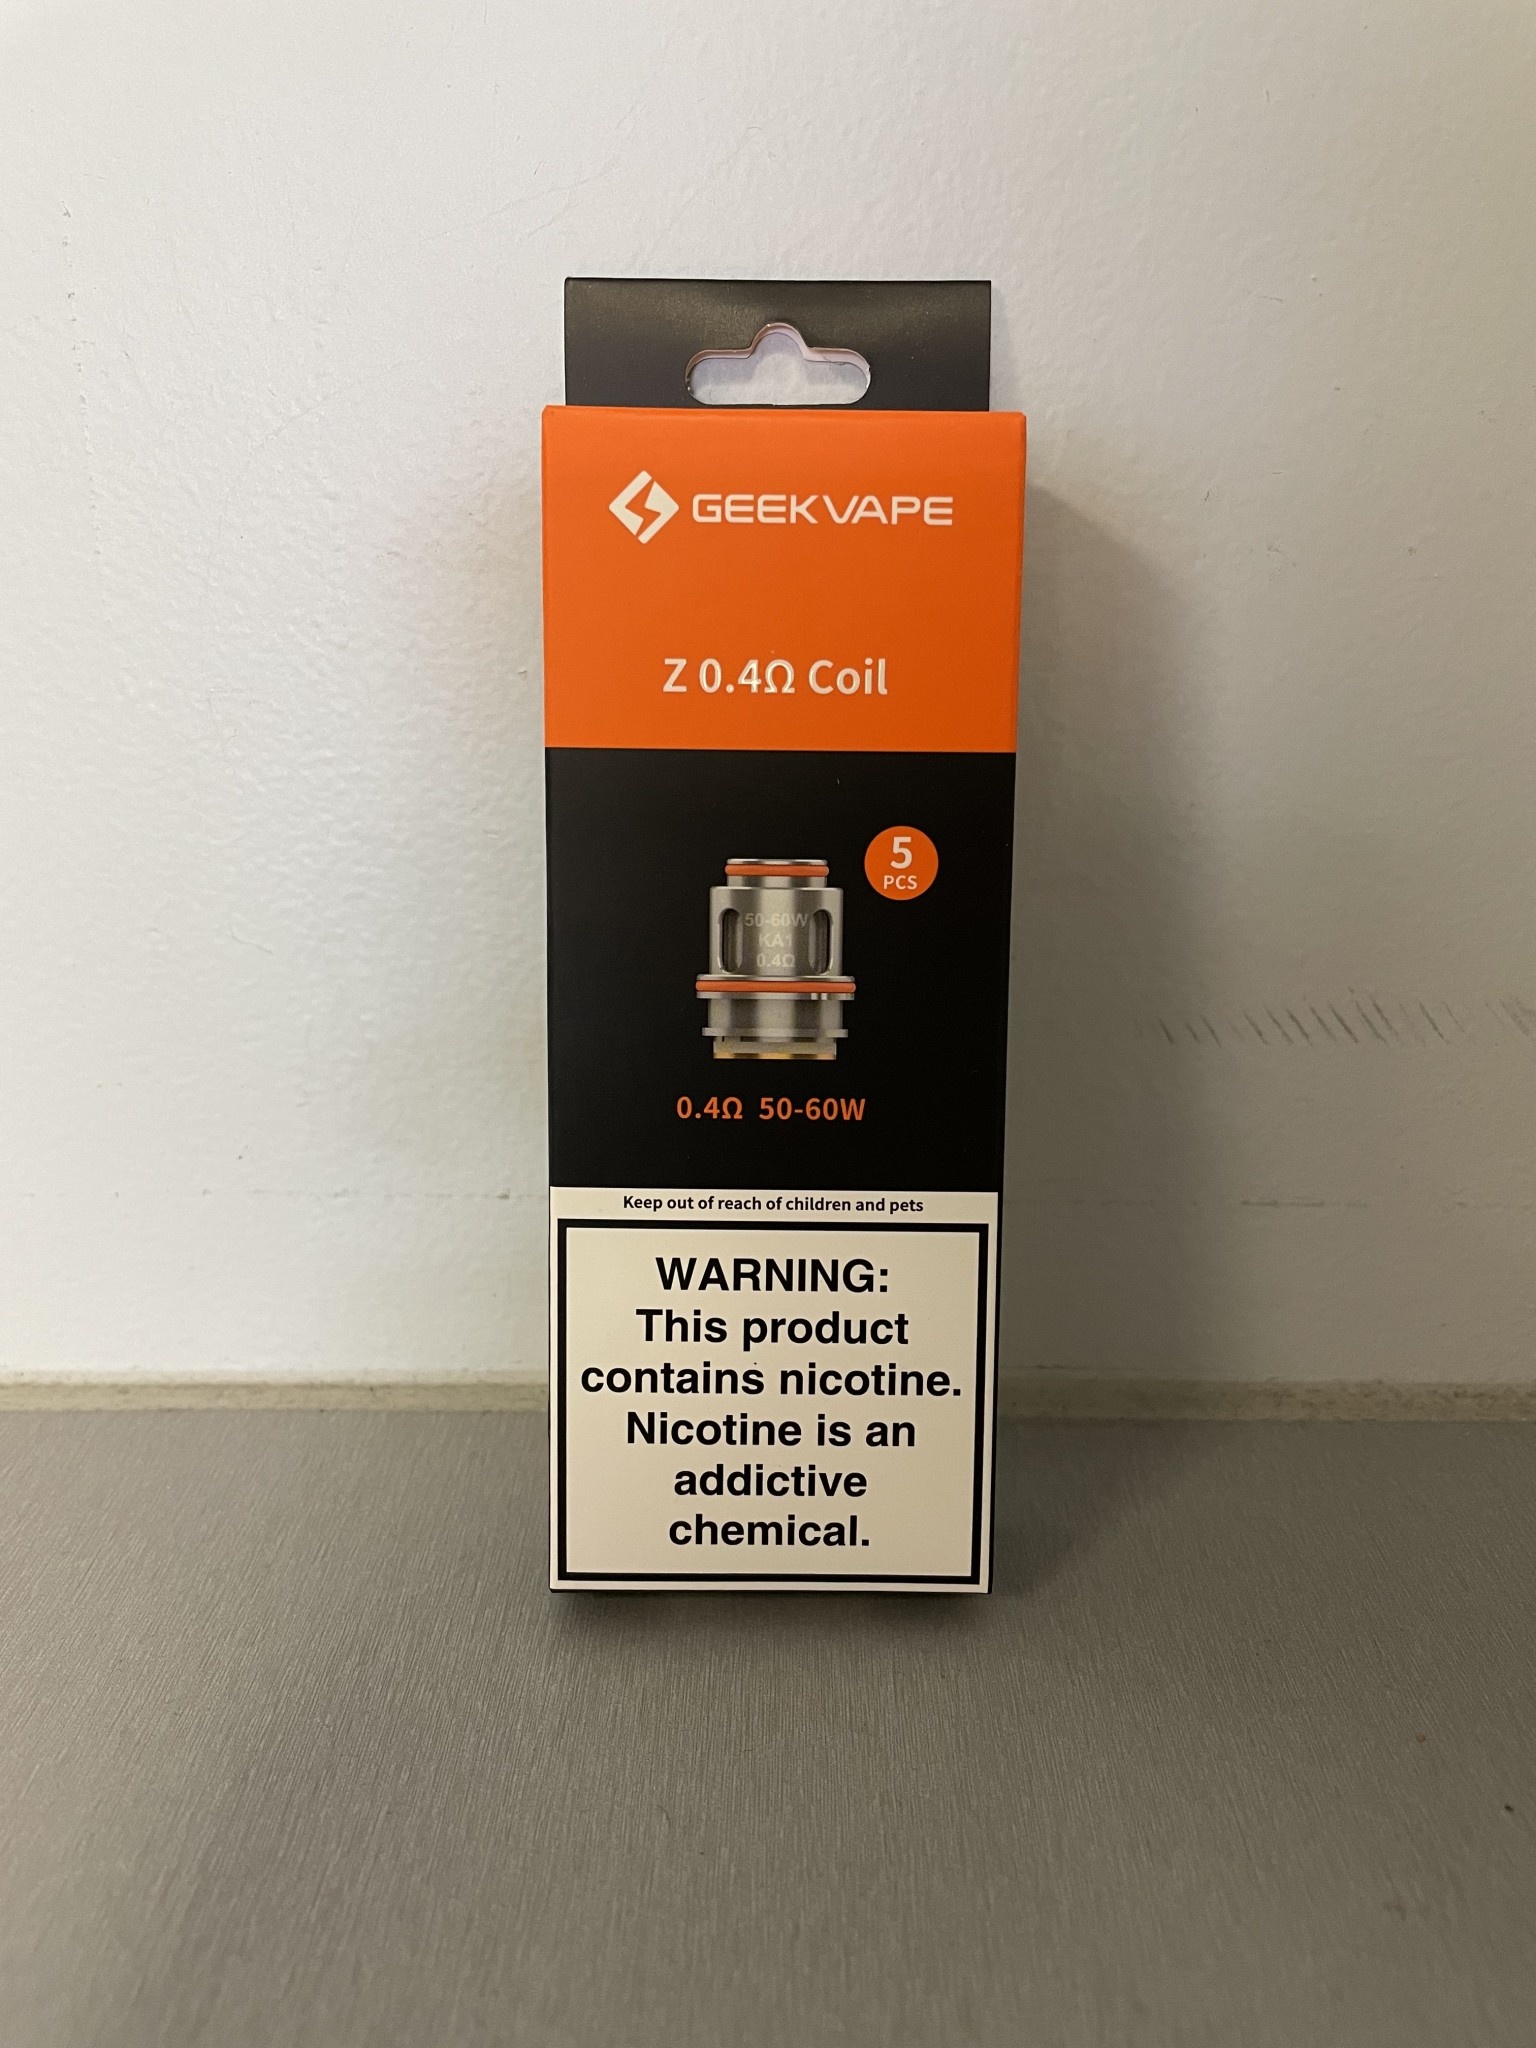 GEEKVAPE
Z 0.4Ω Coil
5
PCS
50-60W
KA1
0.4Ω
0.4Ω 50-60W
Keep out of reach of children and pets
WARNING:
This product
contains nicotine.
Nicotine is an
addictive
chemical.